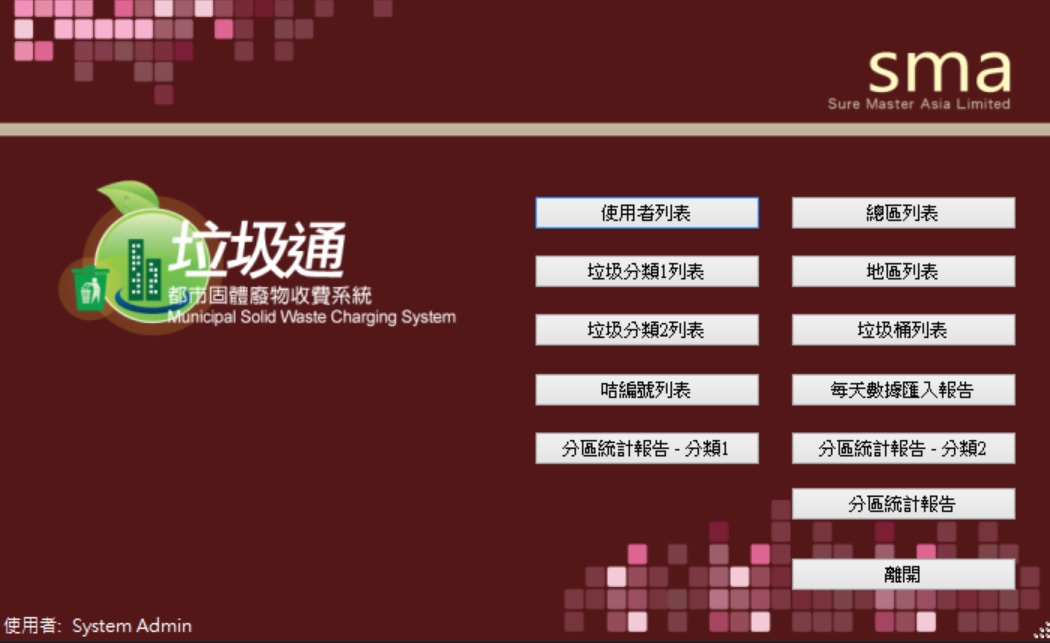 sma
Sure Master Asia Limited
垃圾通
都市固體廢物收費系統
Municipal Solid Waste Charging System
使用者列表
總區列表
垃圾分類1列表
地區列表
垃圾分類2列表
垃圾桶列表
咭編號列表
每天數據匯入報告
分區統計報告 - 分類1
分區統計報告 - 分類2
分區統計報告
離開
使用者: System Admin